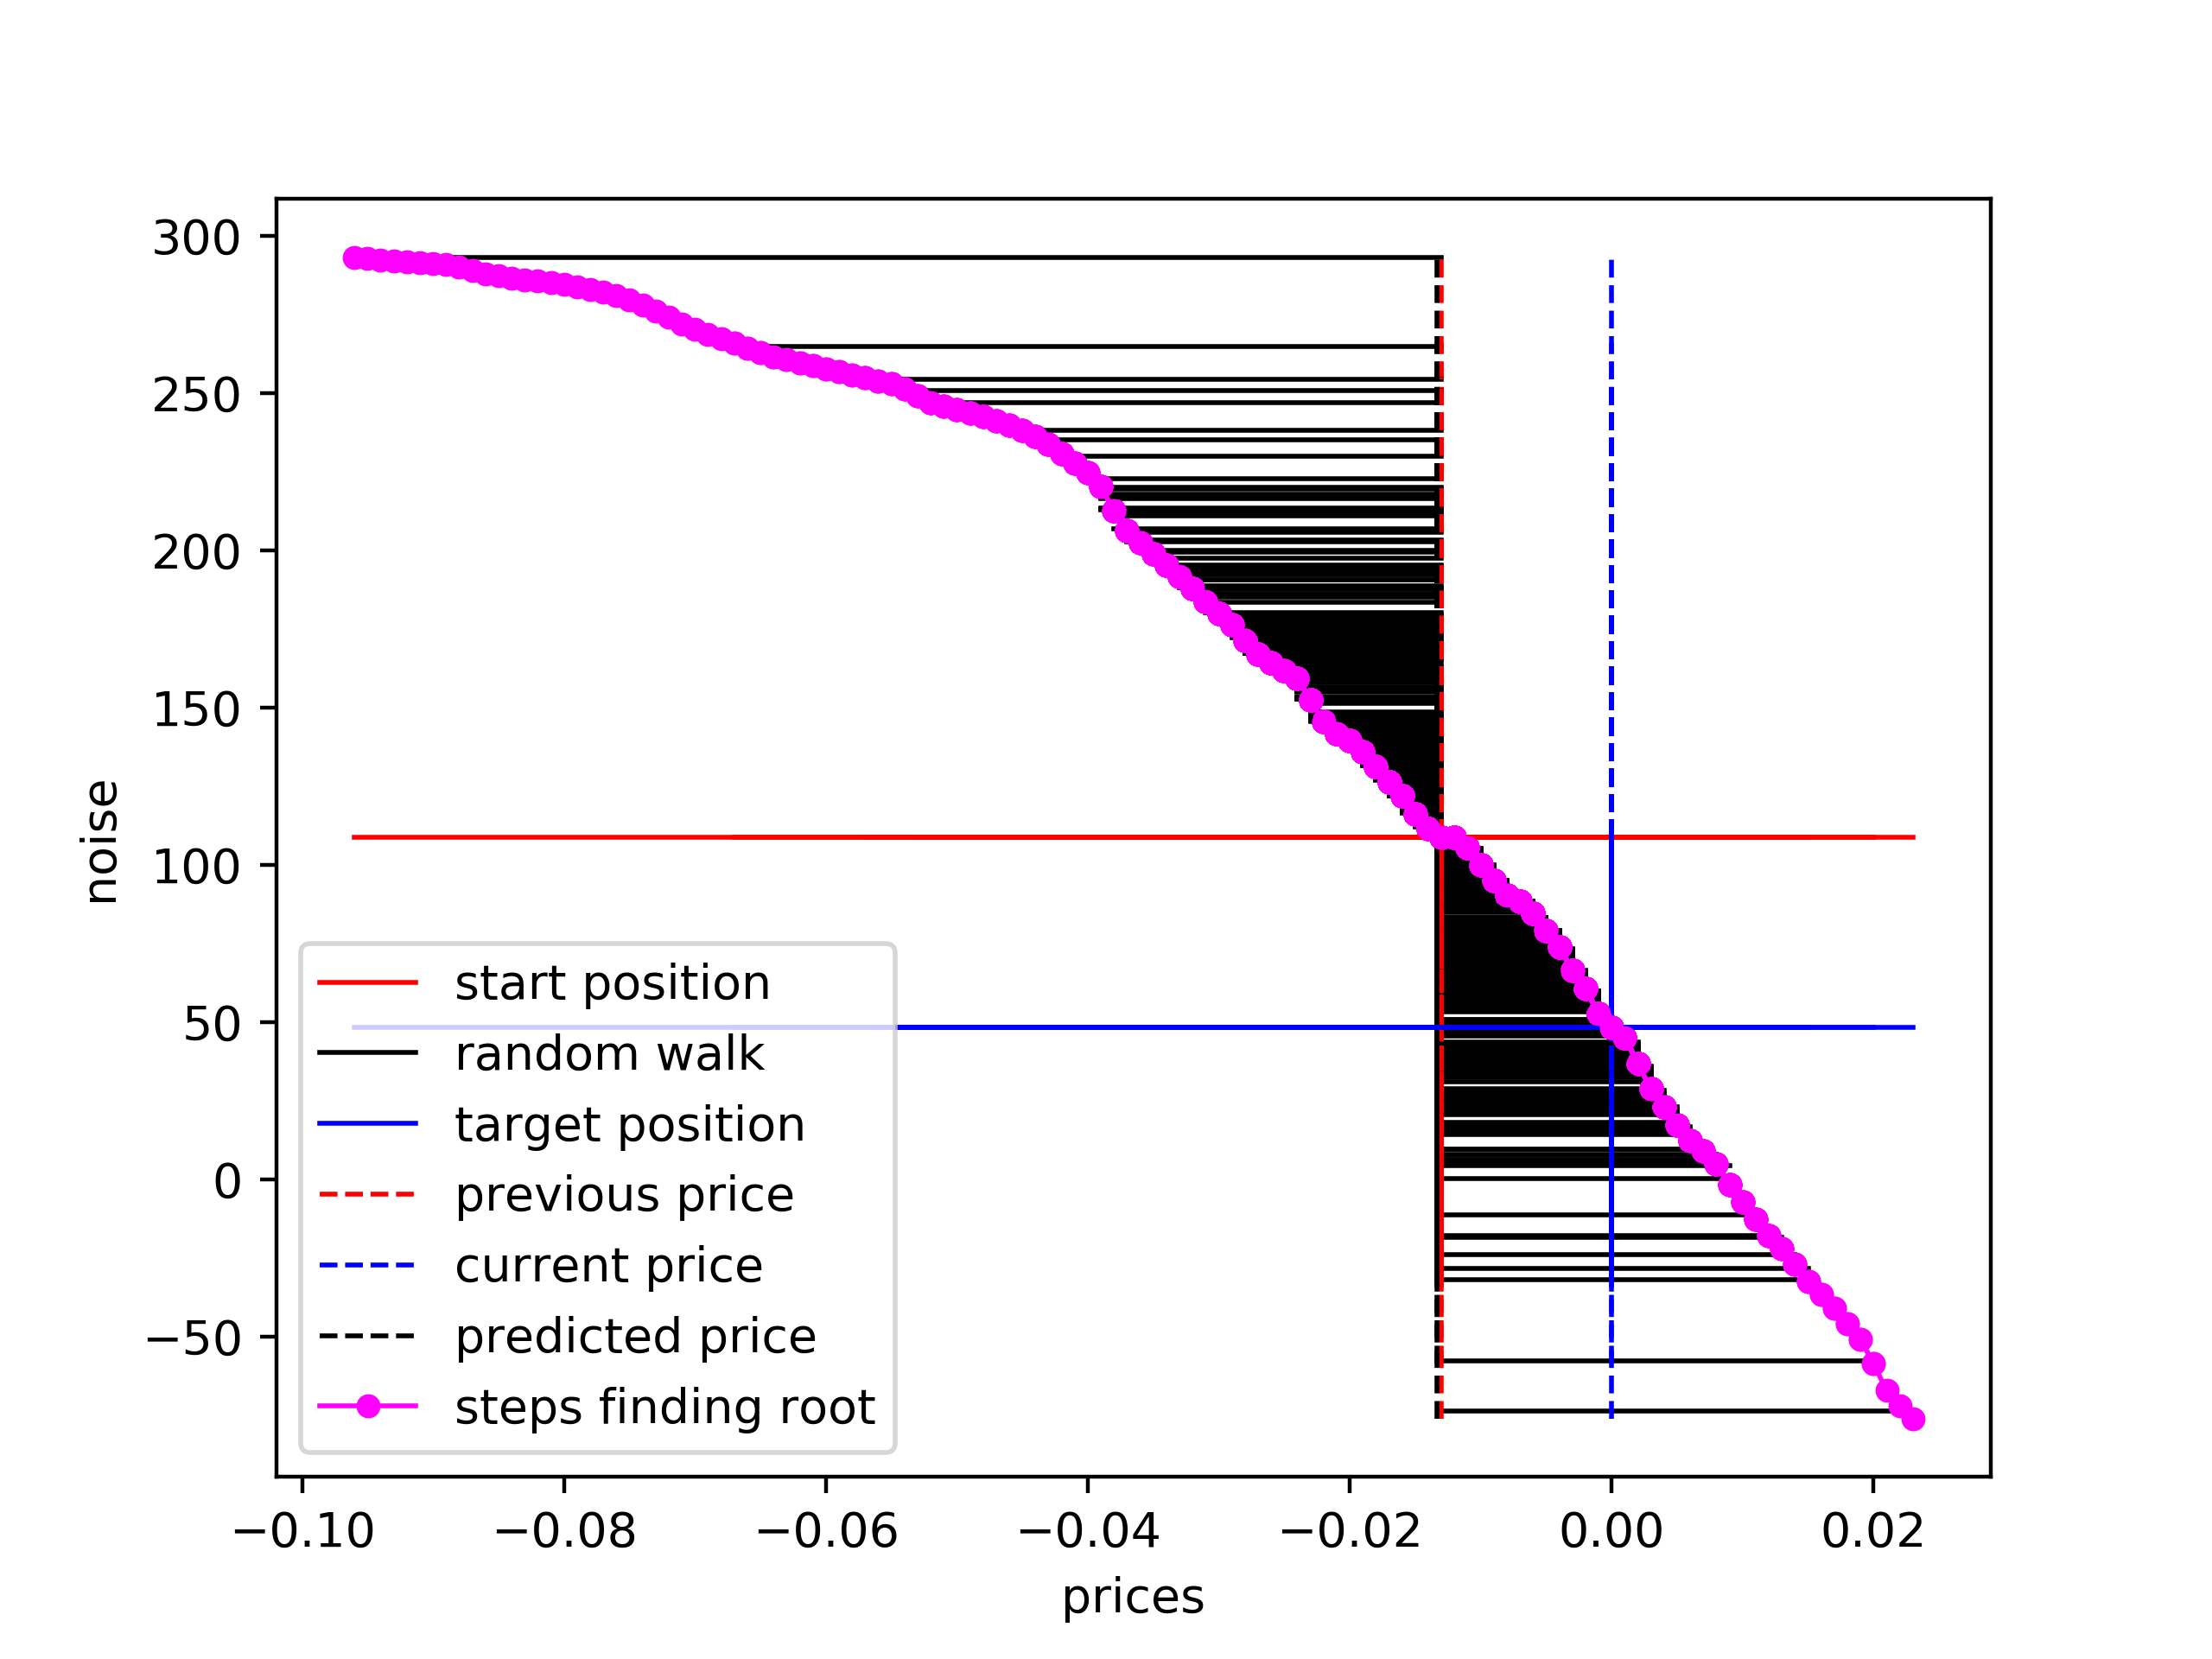 300
250
200
150
100
50
0
−50
noise
start position
random walk
target position
previous price
current price
predicted price
steps finding root
−0.10 −0.08 −0.06 −0.04 −0.02 0.00 0.02
prices